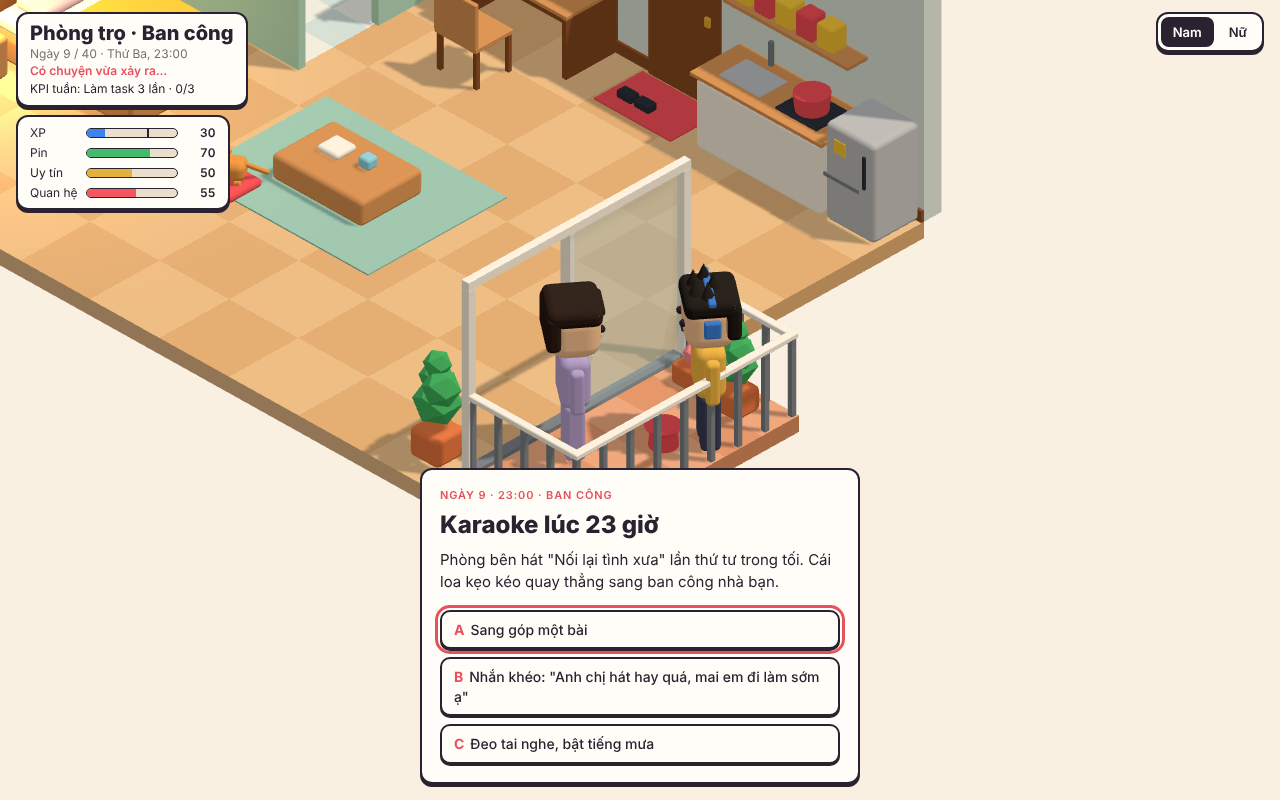 Phòng trọ · Ban công
Ngày 9 / 40 · Thứ Ba, 23:00
Có chuyện vừa xảy ra...
KPI tuần: Làm task 3 lần · 0/3
XP 30
Pin 70
Uy tín 50
Quan hệ 55
Nam Nữ
NGÀY 9 · 23:00 · BAN CÔNG
Karaoke lúc 23 giờ
Phòng bên hát "Nối lại tình xưa" lần thứ tư trong tối. Cái
loa kẹo kéo quay thẳng sang ban công nhà bạn.
A Sang góp một bài
B Nhắn khéo: "Anh chị hát hay quá, mai em đi làm sớm
ạ"
C Đeo tai nghe, bật tiếng mưa